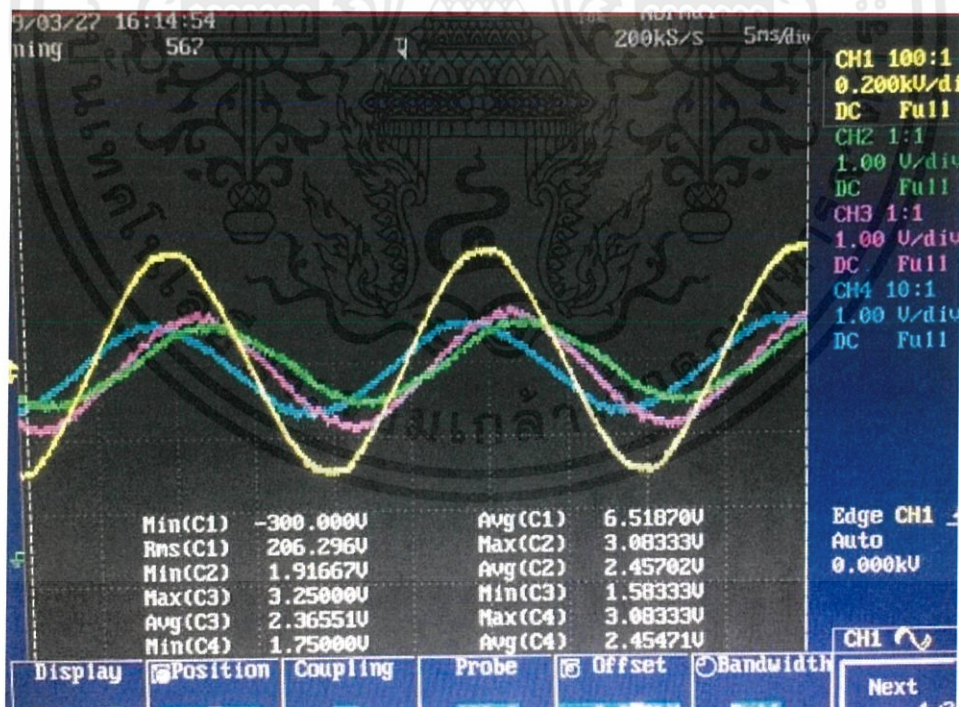 9/03/27 16:14:54
ning 567 200kS/s 5ms/div
CH1 100:1
0.200kV/di
DC Full
CH2 1:1
1.00 V/div
DC Full
CH3 1:1
1.00 V/div
DC Full
CH4 10:1
1.00 V/div
DC Full
Min(C1) -300.000V Avg(C1) 6.51870V
Rms(C1) 206.296V Max(C2) 3.08333V
Min(C2) 1.91667V Avg(C2) 2.45702V
Max(C3) 3.25000V Min(C3) 1.58333V
Avg(C3) 2.36551V Max(C4) 3.08333V
Min(C4) 1.75000V Avg(C4) 2.45471V
Edge CH1
Auto
0.000kV
CH1
Display Position Coupling Probe Offset Bandwidth
Next